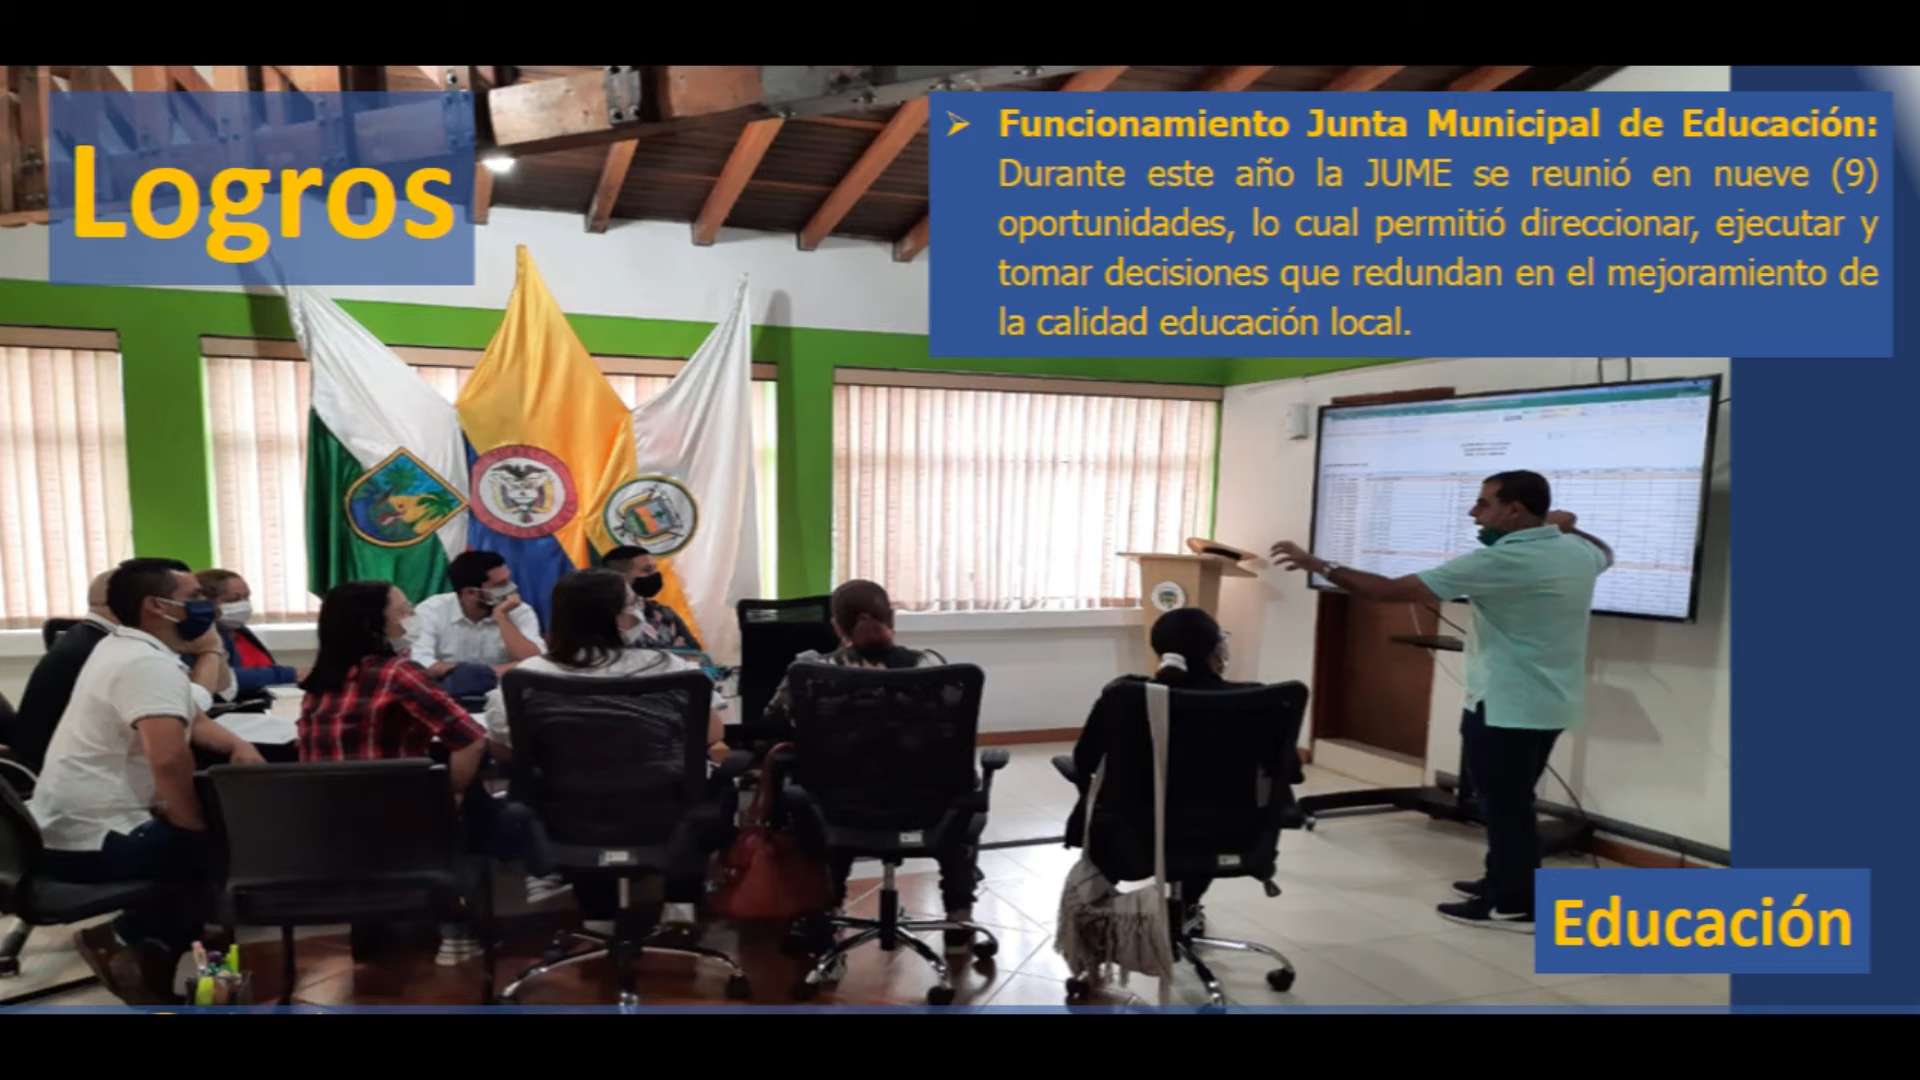 Logros
➢ Funcionamiento Junta Municipal de Educación:
Durante este año la JUME se reunió en nueve (9)
oportunidades, lo cual permitió direccionar, ejecutar y
tomar decisiones que redundan en el mejoramiento de
la calidad educación local.
Educación